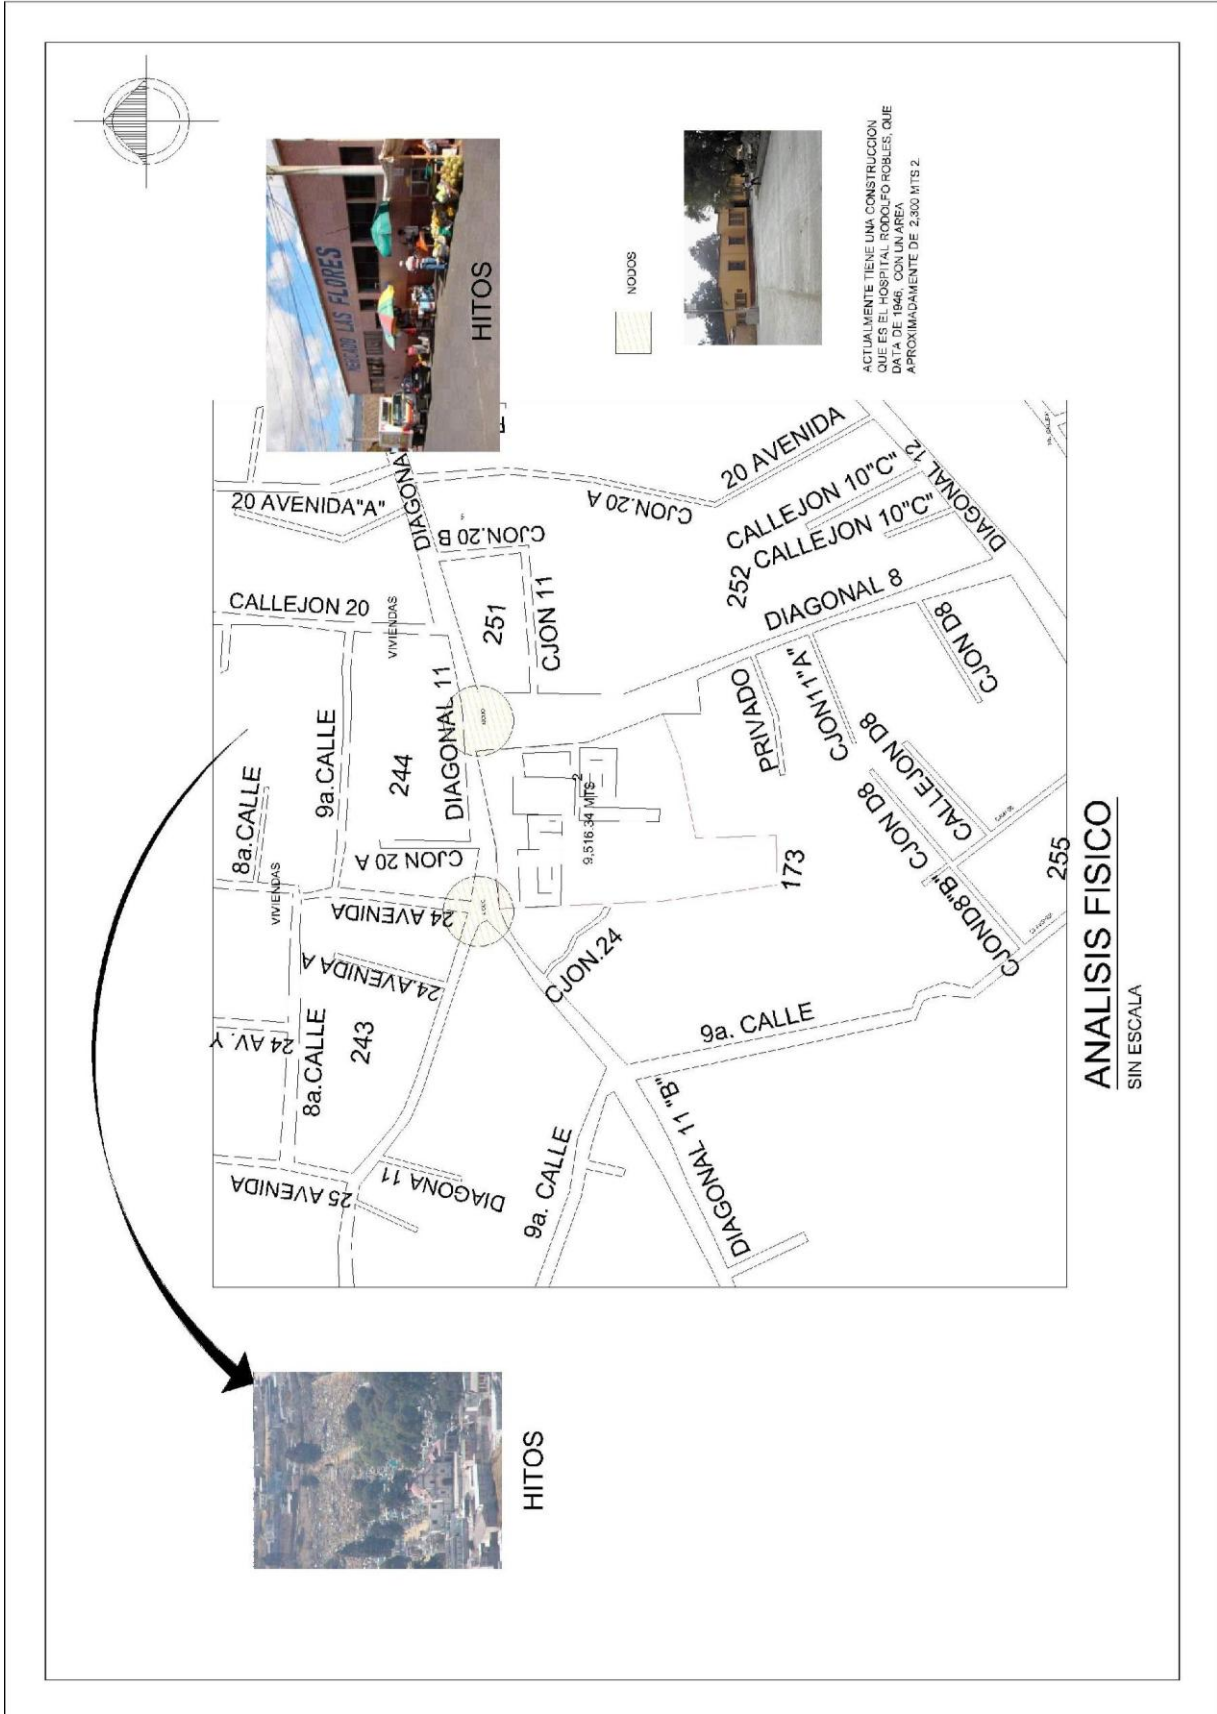 MERCADO LAS FLORES
HITOS
NODOS
ACTUALMENTE TIENE UNA CONSTRUCCION
QUE ES EL HOSPITAL RODOLFO ROBLES, QUE
DATA DE 1946, CON UN AREA
APROXIMADAMENTE DE 2,300 MTS 2.
HITOS
25 AVENIDA
24 AV. Y
8a.CALLE
243
24.AVENIDA A
24 AVENIDA
VIVIENDAS
8a.CALLE
9a.CALLE
CJON 20 A
244
CALLEJON 20
VIVIENDAS
20 AVENIDA"A"
DIAGONA
DIAGONAL 11
DIAGONA 11
251
CJON.20 B
CJON 11
CJON.20 A
20 AVENIDA
9a. CALLE
CJON.24
9,516.34 MTS 2
DIAGONAL 11 "B"
9a. CALLE
173
PRIVADO
DIAGONAL 8
252
CALLEJON 10"C"
CALLEJON 10"C"
DIAGONAL 12
CJON11"A"
CJON D8
CALLEJON D8
CJON D8
CJOND8"B"
255
ANALISIS FISICO
SIN ESCALA